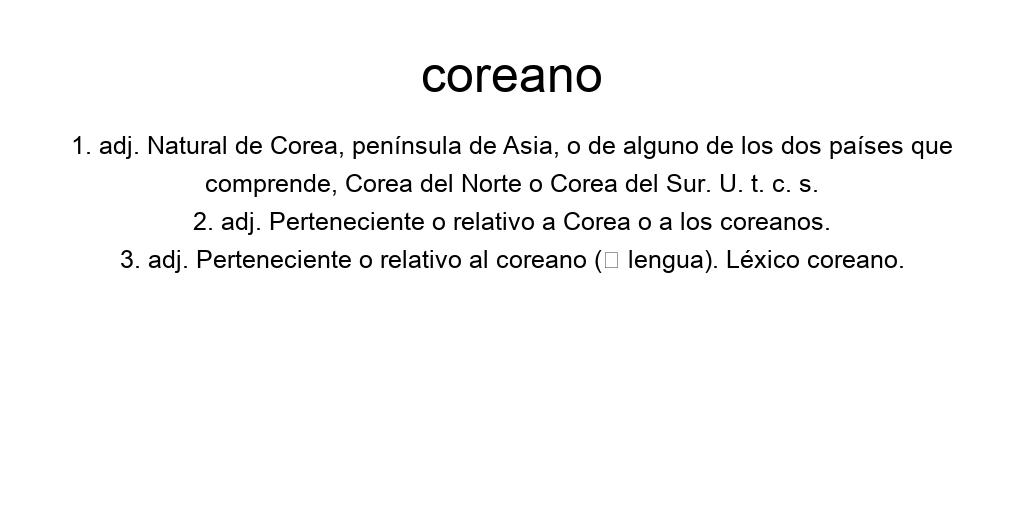 coreano
1. adj. Natural de Corea, península de Asia, o de alguno de los dos países que
comprende, Corea del Norte o Corea del Sur. U. t. c. s.
2. adj. Perteneciente o relativo a Corea o a los coreanos.
3. adj. Perteneciente o relativo al coreano (□ lengua). Léxico coreano.